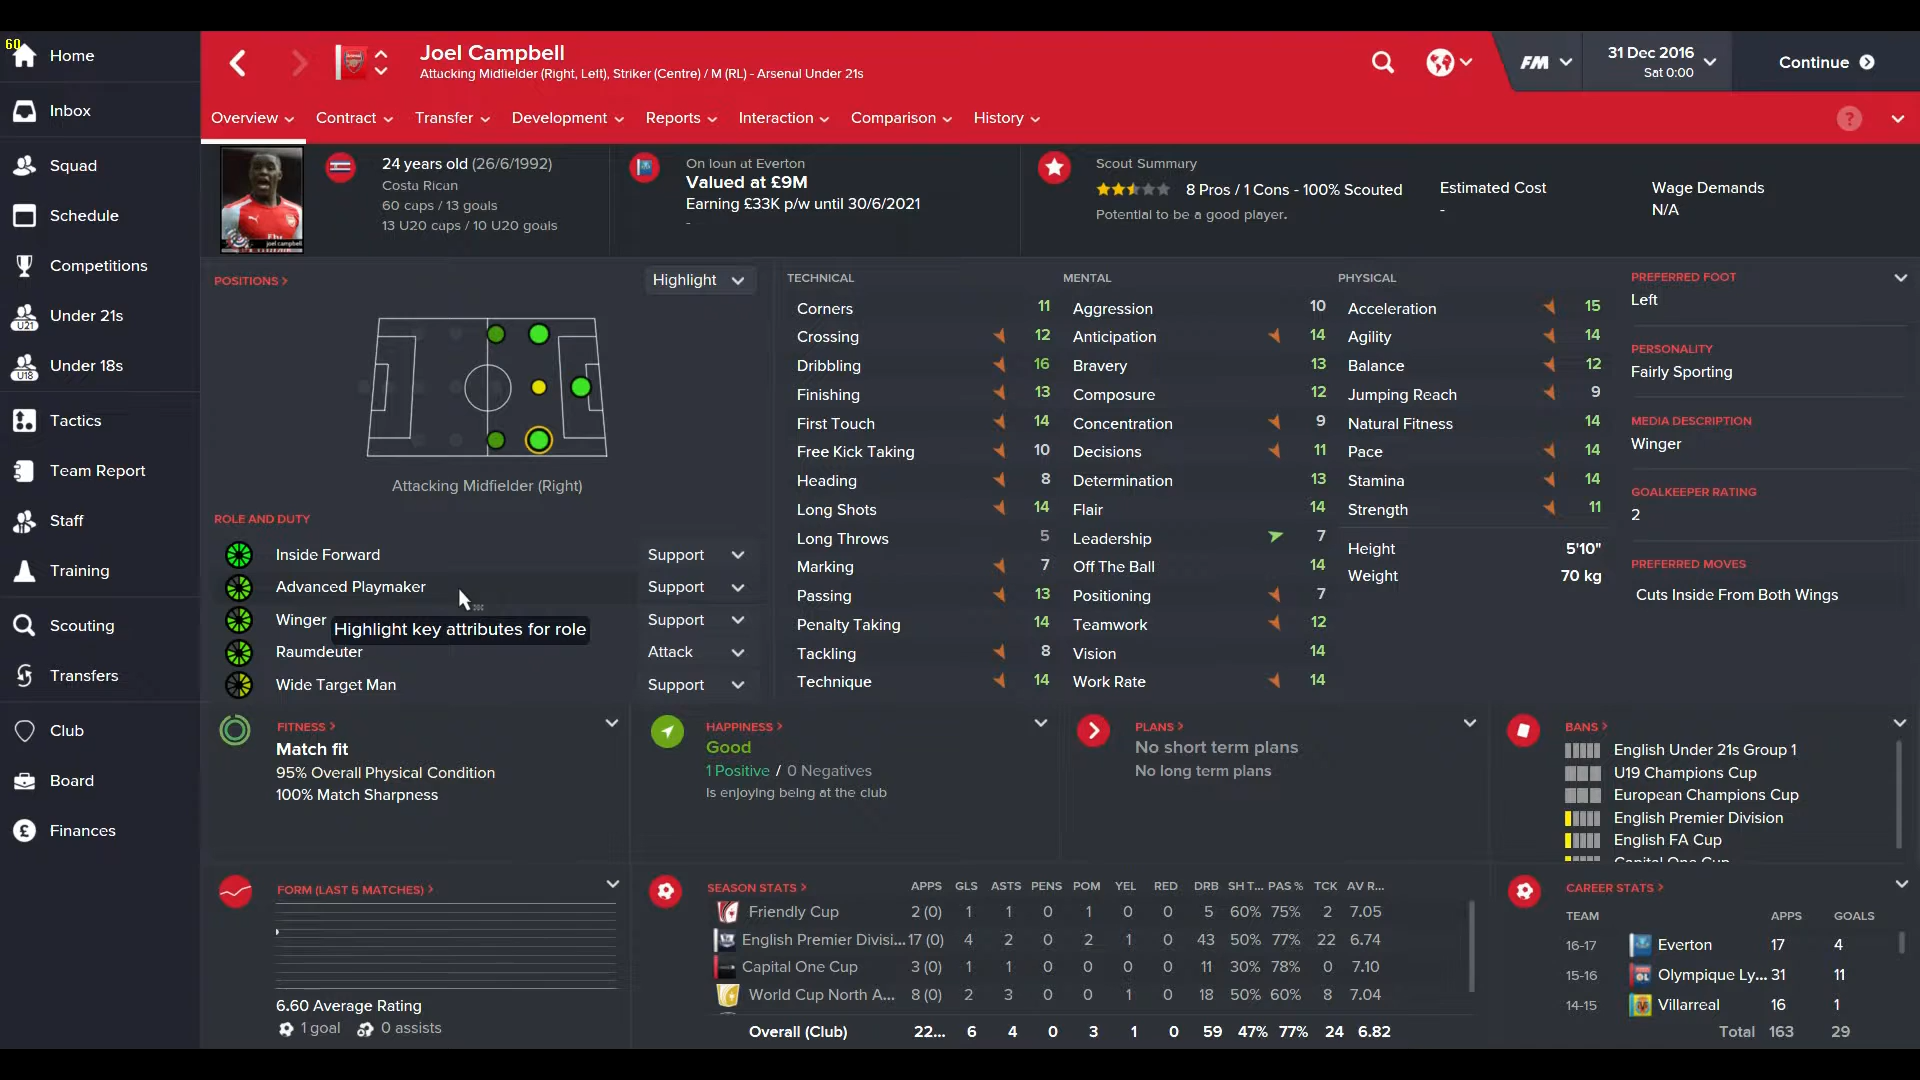 60
Home
Inbox
Squad
Schedule
Competitions
U21
Under 21s
U18
Under 18s
Tactics
Team Report
Staff
Training
Scouting
Transfers
Club
Board
£
Finances
Joel Campbell
Attacking Midfielder (Right, Left), Striker (Centre) / M (RL) - Arsenal Under 21s
FM
31 Dec 2016
Sat 0:00
Continue
Overview Contract Transfer Development Reports Interaction Comparison History
?
joel campbell
24 years old (26/6/1992)
Costa Rican
60 caps / 13 goals
13 U20 caps / 10 U20 goals
On loan at Everton
Valued at £9M
Earning £33K p/w until 30/6/2021
-
Scout Summary
8 Pros / 1 Cons - 100% Scouted
Potential to be a good player.
Estimated Cost
-
Wage Demands
N/A
POSITIONS >
Highlight
Attacking Midfielder (Right)
ROLE AND DUTY
Inside Forward Support
Advanced Playmaker Support
Winger Support
Highlight key attributes for role
Raumdeuter Attack
Wide Target Man Support
TECHNICAL
Corners 11
Crossing 12
Dribbling 16
Finishing 13
First Touch 14
Free Kick Taking 10
Heading 8
Long Shots 14
Long Throws 5
Marking 7
Passing 13
Penalty Taking 14
Tackling 8
Technique 14
MENTAL
Aggression 10
Anticipation 14
Bravery 13
Composure 12
Concentration 9
Decisions 11
Determination 13
Flair 14
Leadership 7
Off The Ball 14
Positioning 7
Teamwork 12
Vision 14
Work Rate 14
PHYSICAL
Acceleration 15
Agility 14
Balance 12
Jumping Reach 9
Natural Fitness 14
Pace 14
Stamina 14
Strength 11
Height 5'10"
Weight 70 kg
PREFERRED FOOT
Left
PERSONALITY
Fairly Sporting
MEDIA DESCRIPTION
Winger
GOALKEEPER RATING
2
PREFERRED MOVES
Cuts Inside From Both Wings
FITNESS >
Match fit
95% Overall Physical Condition
100% Match Sharpness
HAPPINESS >
Good
1 Positive / 0 Negatives
Is enjoying being at the club
PLANS >
No short term plans
No long term plans
BANS >
English Under 21s Group 1
U19 Champions Cup
European Champions Cup
English Premier Division
English FA Cup
Capital One Cup
FORM (LAST 5 MATCHES) >
6.60 Average Rating
1 goal 0 assists
SEASON STATS > APPS GLS ASTS PENS POM YEL RED DRB SH T... PAS % TCK AV R...
Friendly Cup 2 (0) 1 1 0 1 0 0 5 60% 75% 2 7.05
English Premier Divisi... 17 (0) 4 2 0 2 1 0 43 50% 77% 22 6.74
Capital One Cup 3 (0) 1 1 0 0 0 0 11 30% 78% 0 7.10
World Cup North A... 8 (0) 2 3 0 0 1 0 18 50% 60% 8 7.04
Overall (Club) 22... 6 4 0 3 1 0 59 47% 77% 24 6.82
CAREER STATS >
TEAM APPS GOALS
16-17 Everton 17 4
15-16 Olympique Ly... 31 11
14-15 Villarreal 16 1
Total 163 29